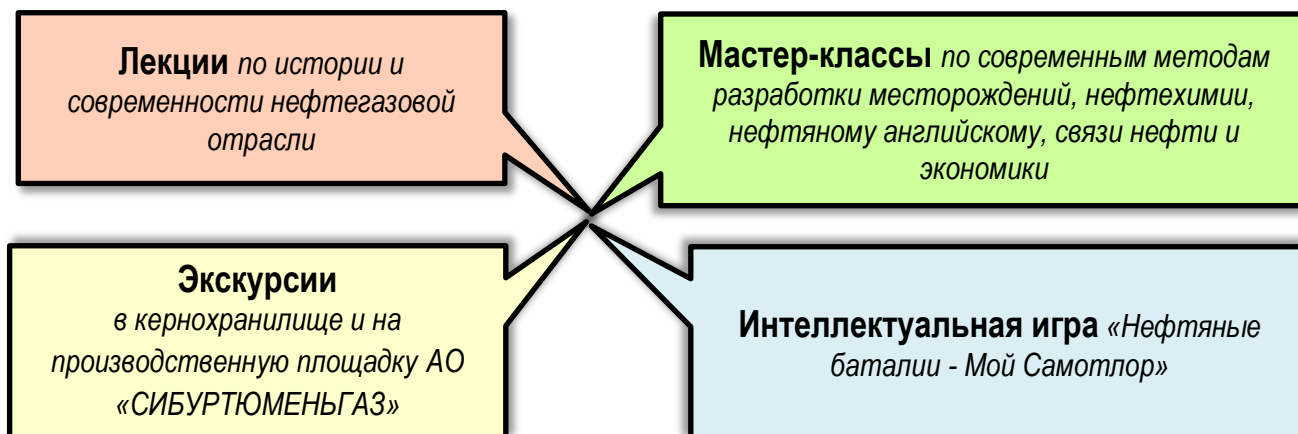 Лекции по истории и
современности нефтегазовой
отрасли
Мастер-классы по современным методам
разработки месторождений, нефтехимии,
нефтяному английскому, связи нефти и
экономики
Экскурсии
в кернохранилище и на
производственную площадку АО
«СИБУРТЮМЕНЬГАЗ»
Интеллектуальная игра «Нефтяные
баталии - Мой Самотлор»